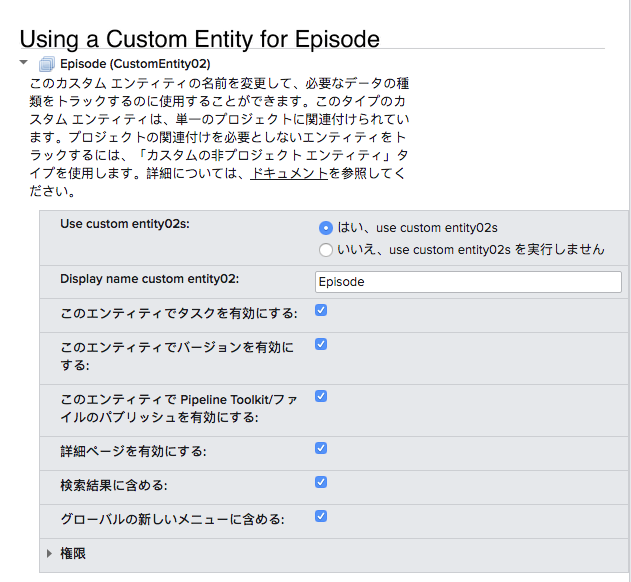 Using a Custom Entity for Episode
Episode (CustomEntity02)
このカスタム エンティティの名前を変更して、必要なデータの種
類をトラックするのに使用することができます。このタイプのカ
スタム エンティティは、単一のプロジェクトに関連付けられてい
ます。プロジェクトの関連付けを必要としないエンティティをト
ラックするには、「カスタムの非プロジェクト エンティティ」タ
イプを使用します。詳細については、ドキュメントを参照してく
ださい。
Use custom entity02s:
はい、use custom entity02s
いいえ、use custom entity02s を実行しません
Display name custom entity02:
Episode
このエンティティでタスクを有効にする:
このエンティティでバージョンを有効に
する:
このエンティティで Pipeline Toolkit/ファ
イルのパブリッシュを有効にする:
詳細ページを有効にする:
検索結果に含める:
グローバルの新しいメニューに含める:
権限